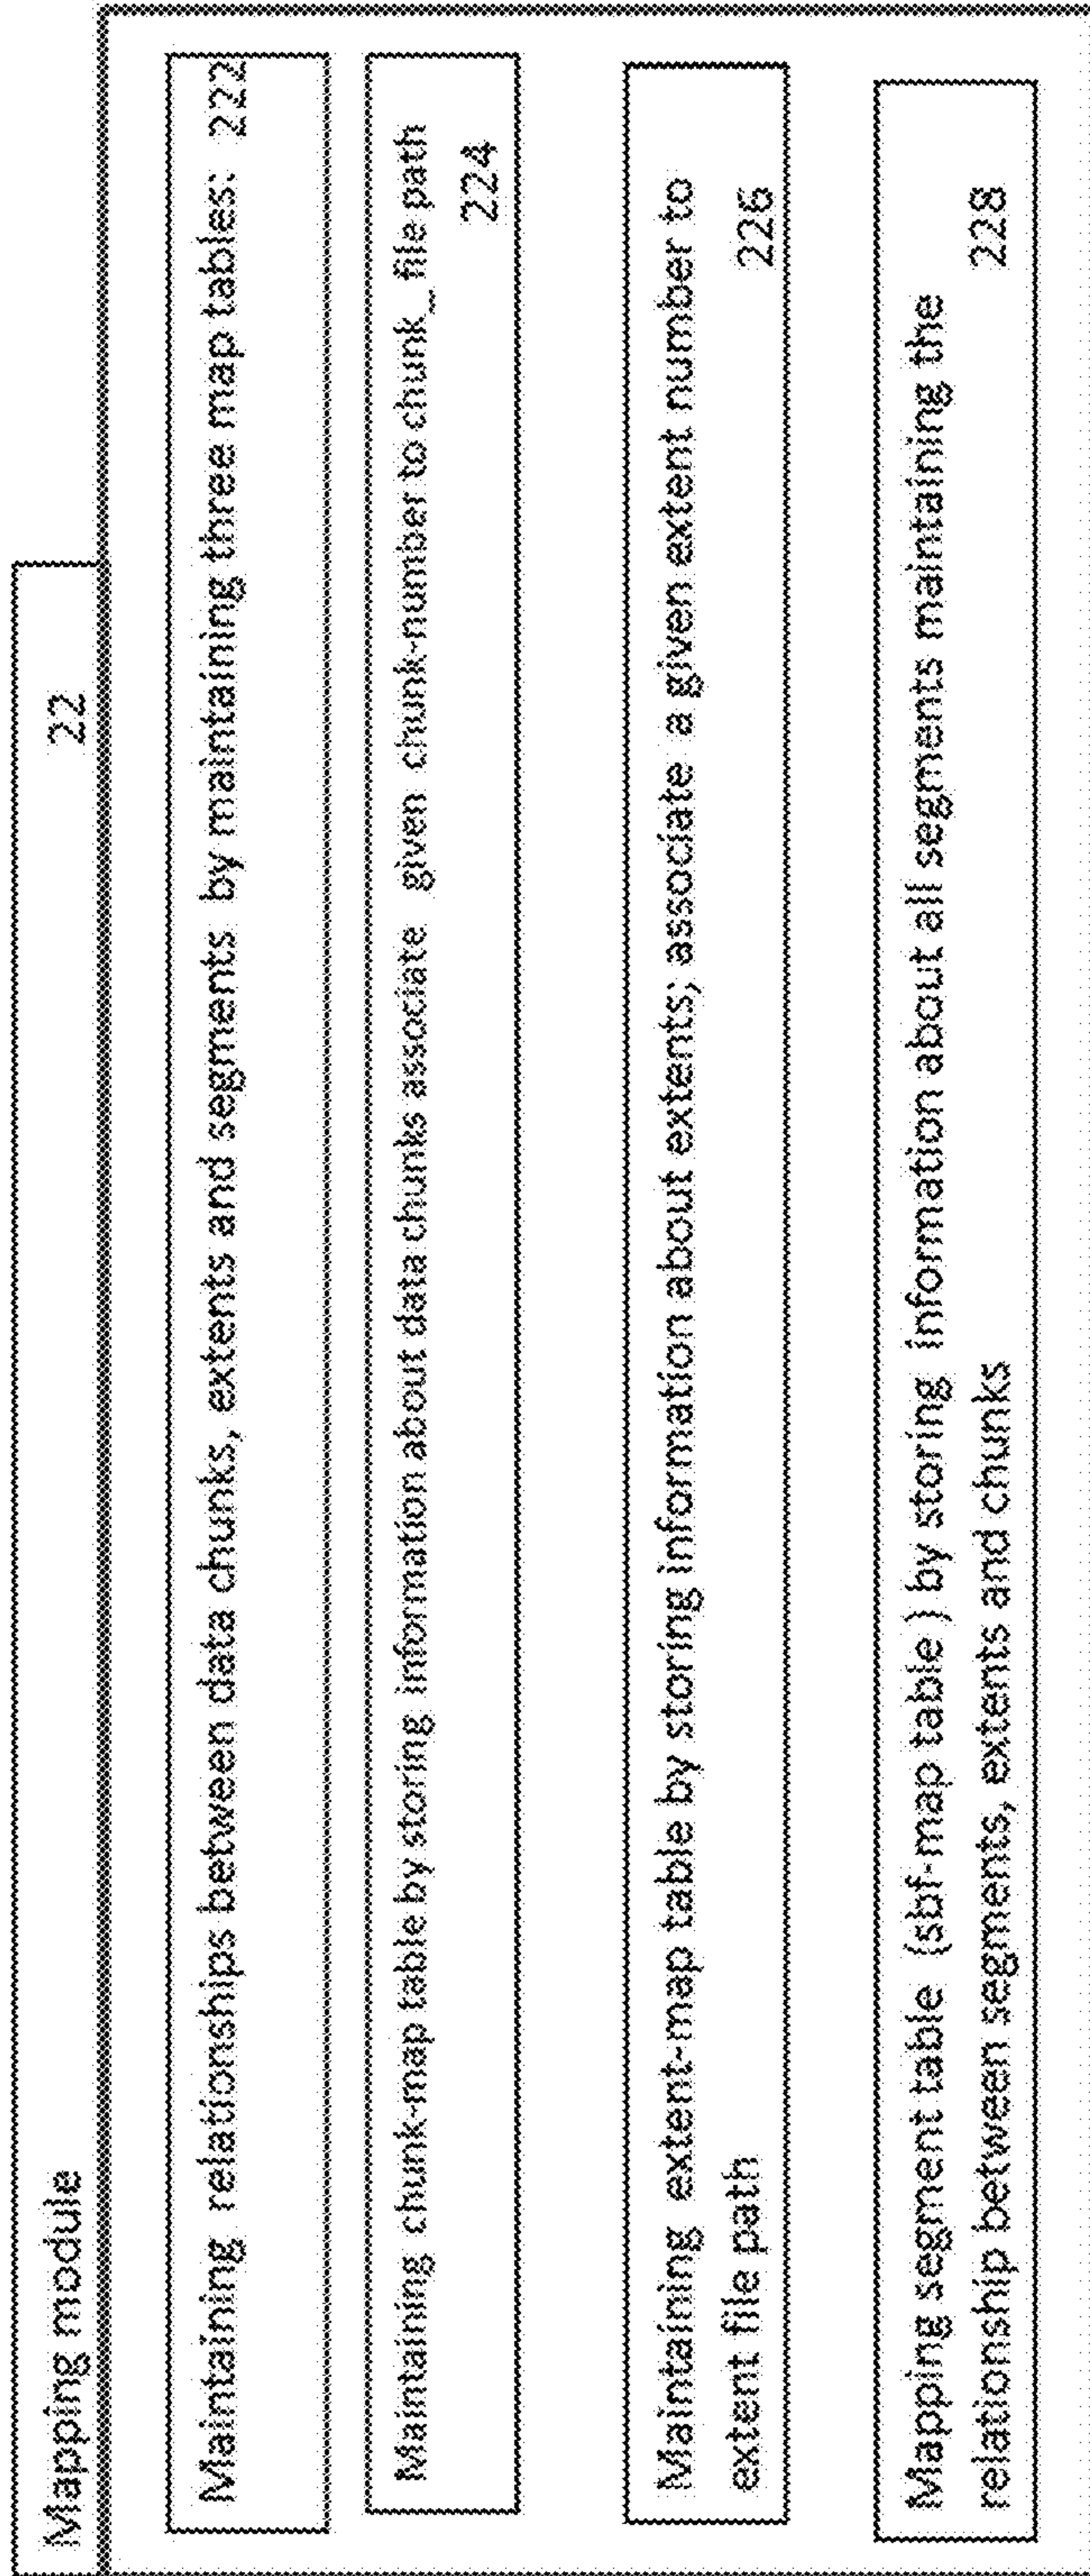 Mapping module 22
Maintaining relationships between data chunks, extents and segments by maintaining three map tables: 222
Maintaining chunk-map table by storing information about data chunks associate given chunk-number to chunk_file path
224
Maintaining extent-map table by storing information about extents; associate a given extent number to
extent file path 226
Mapping segment table (sbf-map table) by storing information about all segments maintaining the
relationship between segments, extents and chunks 228